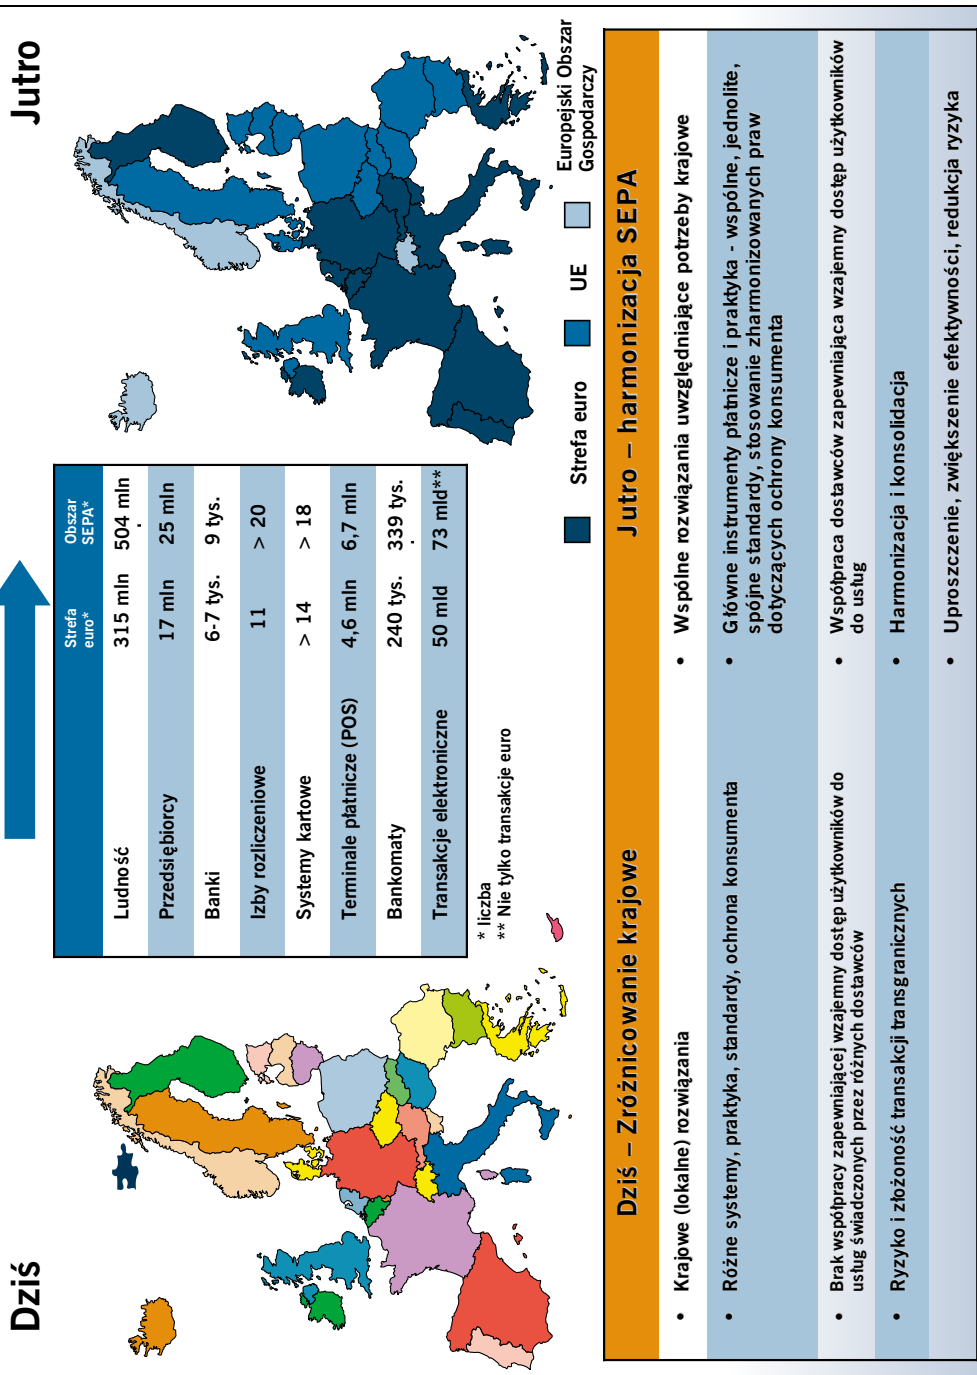 Dziś
Jutro
Strefa euro*
Obszar SEPA*
Ludność 315 mln 504 mln
Przedsiębiorcy 17 mln 25 mln
Banki 6-7 tys. 9 tys.
Izby rozliczeniowe 11 > 20
Systemy kartowe > 14 > 18
Terminale płatnicze (POS) 4,6 mln 6,7 mln
Bankomaty 240 tys. 339 tys.
Transakcje elektroniczne 50 mld 73 mld**
* liczba
** Nie tylko transakcje euro
Strefa euro
UE
Europejski Obszar
Gospodarczy
Dziś – Zróżnicowanie krajowe
Jutro – harmonizacja SEPA
• Krajowe (lokalne) rozwiązania
• Wspólne rozwiązania uwzględniające potrzeby krajowe
• Różne systemy, praktyka, standardy, ochrona konsumenta
• Główne instrumenty płatnicze i praktyka - wspólne, jednolite,
spójne standardy, stosowanie zharmonizowanych praw
dotyczących ochrony konsumenta
• Brak współpracy zapewniającej wzajemny dostęp użytkowników do
usług świadczonych przez różnych dostawców
• Współpraca dostawców zapewniająca wzajemny dostęp użytkowników
do usług
• Ryzyko i złożoność transakcji transgranicznych
• Harmonizacja i konsolidacja
• Uproszczenie, zwiększenie efektywności, redukcja ryzyka